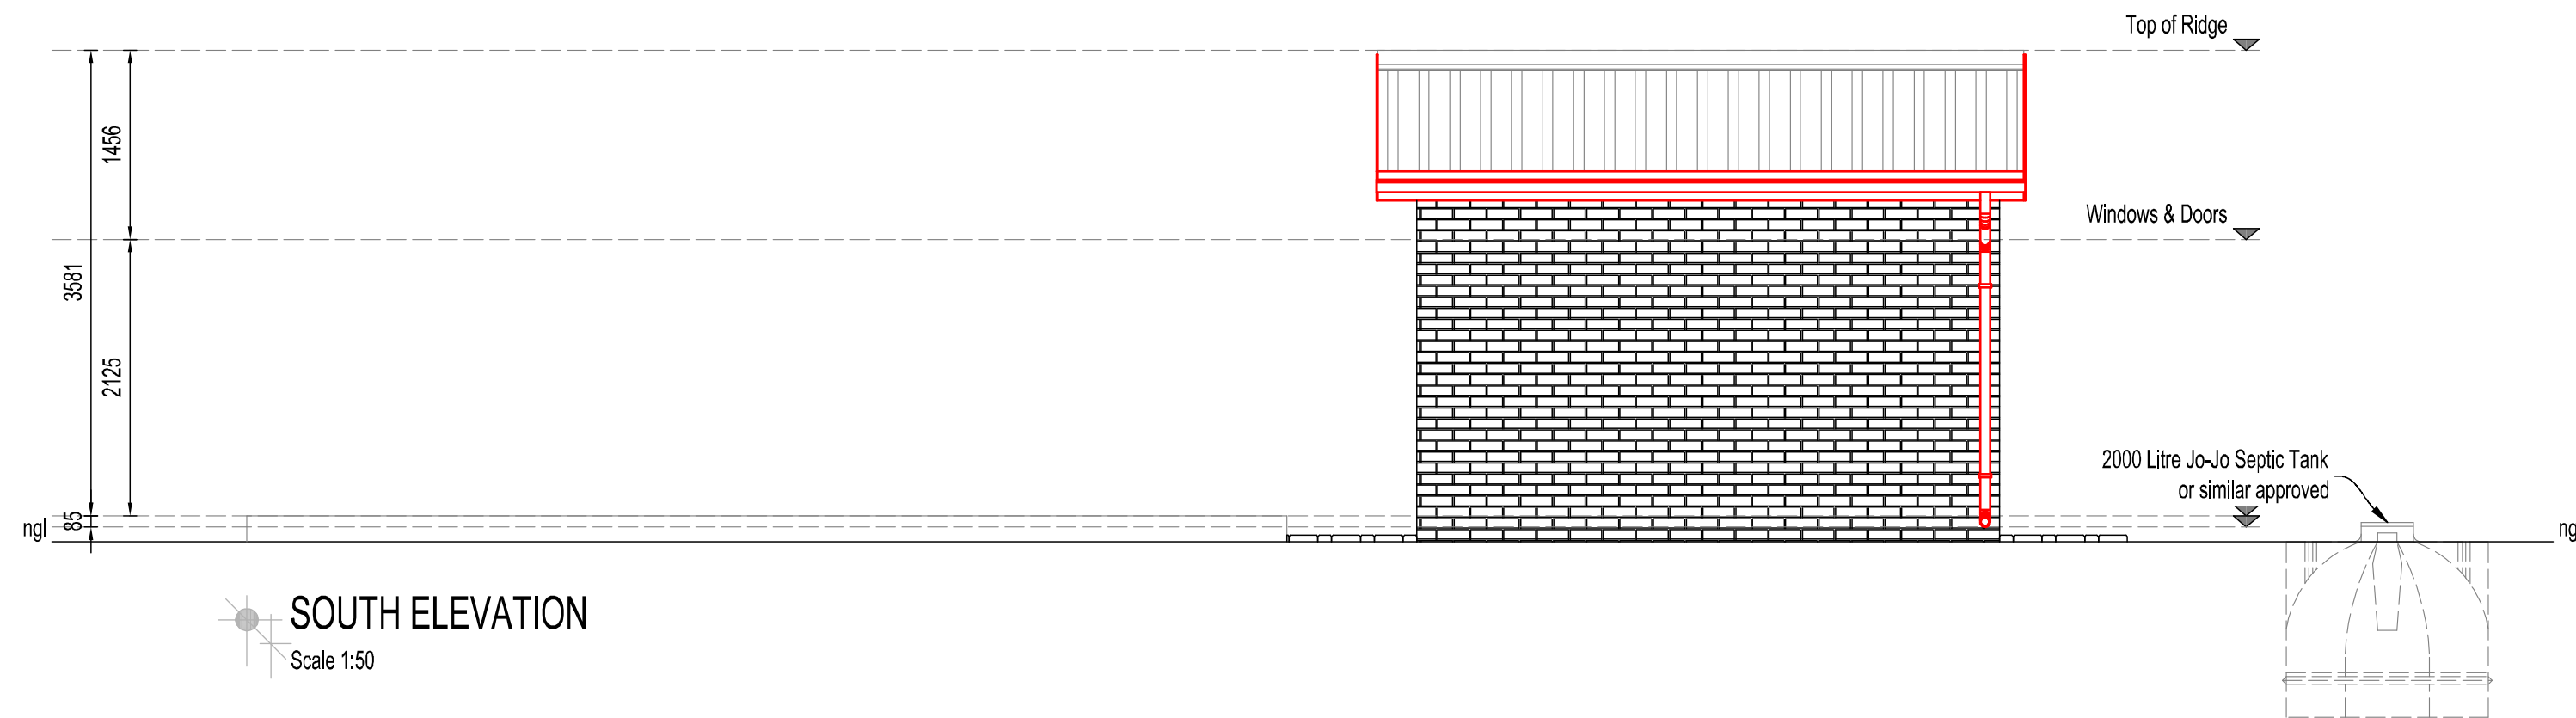 Top of Ridge
1456
Windows & Doors
3581
2125
2000 Litre Jo-Jo Septic Tank
or similar approved
85
ngl
ng
SOUTH ELEVATION
Scale 1:50